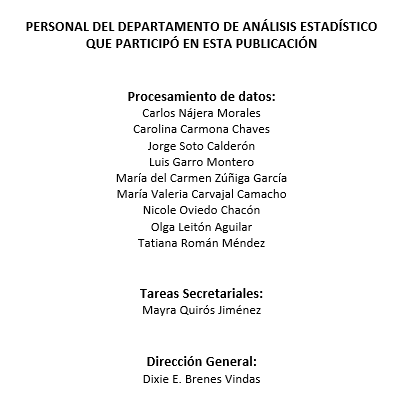 PERSONAL DEL DEPARTAMENTO DE ANÁLISIS ESTADÍSTICO
QUE PARTICIPÓ EN ESTA PUBLICACIÓN
Procesamiento de datos:
Carlos Nájera Morales
Carolina Carmona Chaves
Jorge Soto Calderón
Luis Garro Montero
María del Carmen Zúñiga García
María Valeria Carvajal Camacho
Nicole Oviedo Chacón
Olga Leitón Aguilar
Tatiana Román Méndez
Tareas Secretariales:
Mayra Quirós Jiménez
Dirección General:
Dixie E. Brenes Vindas